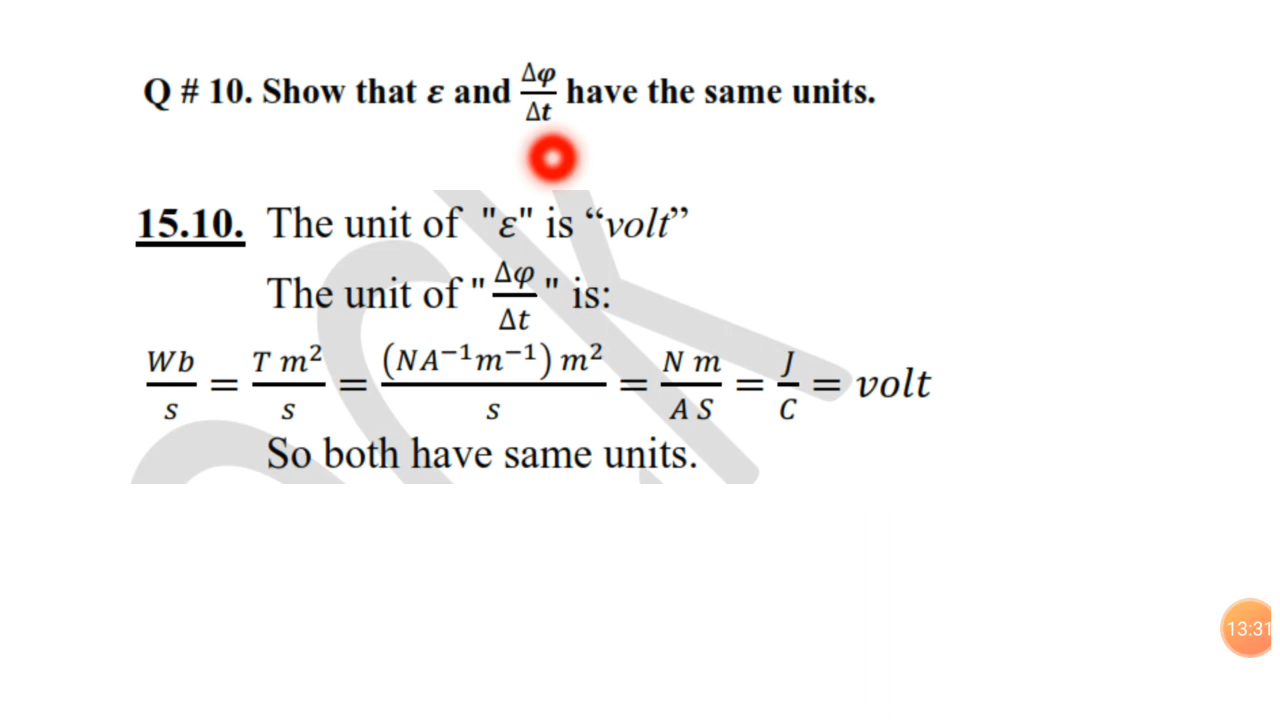 Q # 10. Show that ε and Δφ/Δt have the same units.
15.10. The unit of "ε" is “volt”
The unit of "Δφ/Δt" is:
Wb/s = T m²/s = (NA⁻¹m⁻¹) m²/s = N m/A S = J/C = volt
So both have same units.
13:31